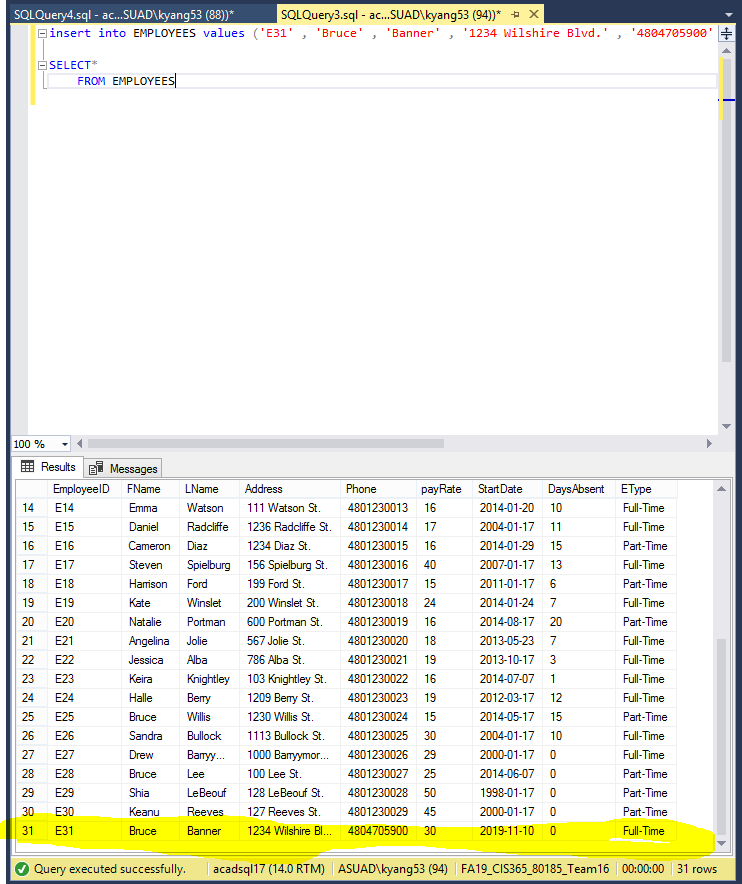 SQLQuery4.sql - ac...SUAD\kyang53 (88))* SQLQuery3.sql - ac...SUAD\kyang53 (94))*
insert into EMPLOYEES values ('E31' , 'Bruce' , 'Banner' , '1234 Wilshire Blvd.' , '4804705900'
SELECT*
FROM EMPLOYEES
100 %
Results Messages
EmployeeID FName LName Address Phone payRate StartDate DaysAbsent EType
14 E14 Emma Watson 111 Watson St. 4801230013 16 2014-01-20 10 Full-Time
15 E15 Daniel Radcliffe 1236 Radcliffe St. 4801230014 17 2004-01-17 11 Full-Time
16 E16 Cameron Diaz 1234 Diaz St. 4801230015 16 2014-01-29 15 Part-Time
17 E17 Steven Spielburg 156 Spielburg St. 4801230016 40 2007-01-17 13 Full-Time
18 E18 Harrison Ford 199 Ford St. 4801230017 15 2011-01-17 6 Part-Time
19 E19 Kate Winslet 200 Winslet St. 4801230018 24 2014-01-24 7 Full-Time
20 E20 Natalie Portman 600 Portman St. 4801230019 16 2014-08-17 20 Part-Time
21 E21 Angelina Jolie 567 Jolie St. 4801230020 18 2013-05-23 7 Full-Time
22 E22 Jessica Alba 786 Alba St. 4801230021 19 2013-10-17 3 Full-Time
23 E23 Keira Knightley 103 Knightley St. 4801230022 16 2014-07-07 1 Full-Time
24 E24 Halle Berry 1209 Berry St. 4801230023 19 2012-03-17 12 Full-Time
25 E25 Bruce Willis 1230 Willis St. 4801230024 15 2014-05-17 15 Part-Time
26 E26 Sandra Bullock 1113 Bullock St. 4801230025 30 2004-01-17 10 Full-Time
27 E27 Drew Barryy... 1000 Barryymor... 4801230026 29 2000-01-17 0 Full-Time
28 E28 Bruce Lee 100 Lee St. 4801230027 25 2014-06-07 0 Part-Time
29 E29 Shia LeBeouf 128 LeBeouf St. 4801230028 50 1998-01-17 0 Part-Time
30 E30 Keanu Reeves 127 Reeves St. 4801230029 45 2000-01-17 0 Part-Time
31 E31 Bruce Banner 1234 Wilshire Bl... 4804705900 30 2019-11-10 0 Full-Time
Query executed successfully. acadsql17 (14.0 RTM) ASUAD\kyang53 (94) FA19_CIS365_80185_Team16 00:00:00 31 rows